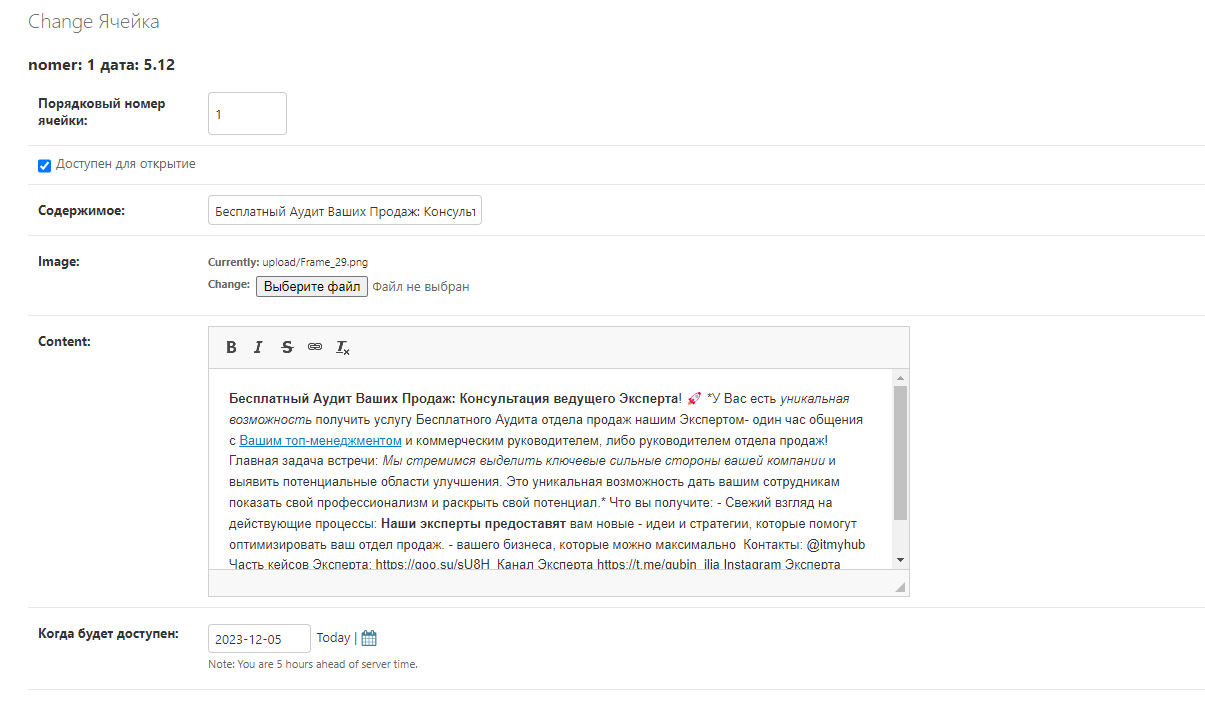 Change Ячейка
nomer: 1 дата: 5.12
Порядковый номер
ячейки:
1
Доступен для открытие
Содержимое:
Бесплатный Аудит Ваших Продаж: Консульт
Image:
Currently: upload/Frame_29.png
Change: Выберите файл Файл не выбран
Content:
B I S Tx
Бесплатный Аудит Ваших Продаж: Консультация ведущего Эксперта! 🚀 *У Вас есть уникальная
возможность получить услугу Бесплатного Аудита отдела продаж нашим Экспертом- один час общения
с Вашим топ-менеджментом и коммерческим руководителем, либо руководителем отдела продаж!
Главная задача встречи: Мы стремимся выделить ключевые сильные стороны вашей компании и
выявить потенциальные области улучшения. Это уникальная возможность дать вашим сотрудникам
показать свой профессионализм и раскрыть свой потенциал.* Что вы получите: - Свежий взгляд на
действующие процессы: Наши эксперты предоставят вам новые - идеи и стратегии, которые помогут
оптимизировать ваш отдел продаж. - вашего бизнеса, которые можно максимально Контакты: @itmyhub
Часть кейсов Эксперта: https://goo.su/sU8H Канал Эксперта https://t.me/gubin_ilia Instagram Эксперта
Когда будет доступен:
2023-12-05 Today |
Note: You are 5 hours ahead of server time.